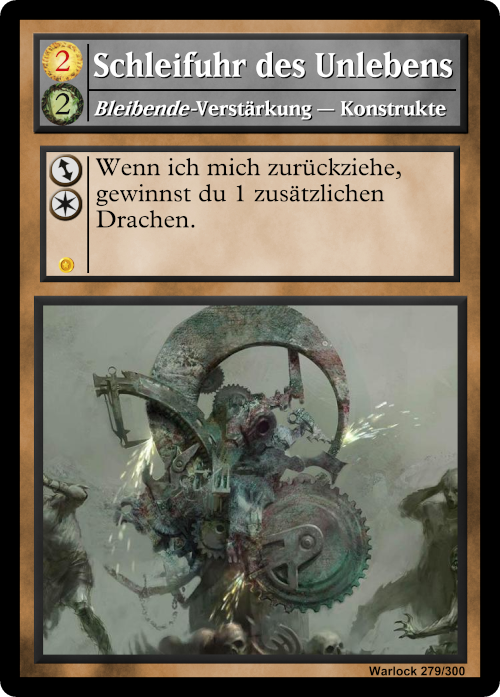 2
Schleifuhr des Unlebens
2
Bleibende-Verstärkung — Konstrukte
Wenn ich mich zurückziehe,
gewinnst du 1 zusätzlichen
Drachen.
Warlock 279/300